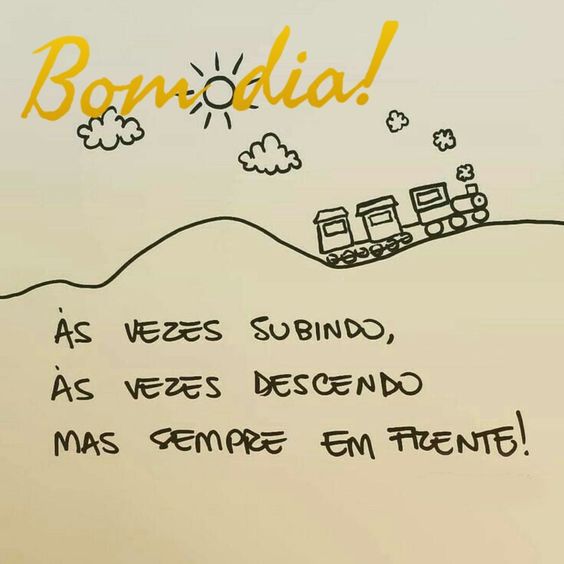 Bom dia!
ÀS VEZES SUBINDO,
ÀS VEZES DESCENDO
MAS SEMPRE EM FRENTE!